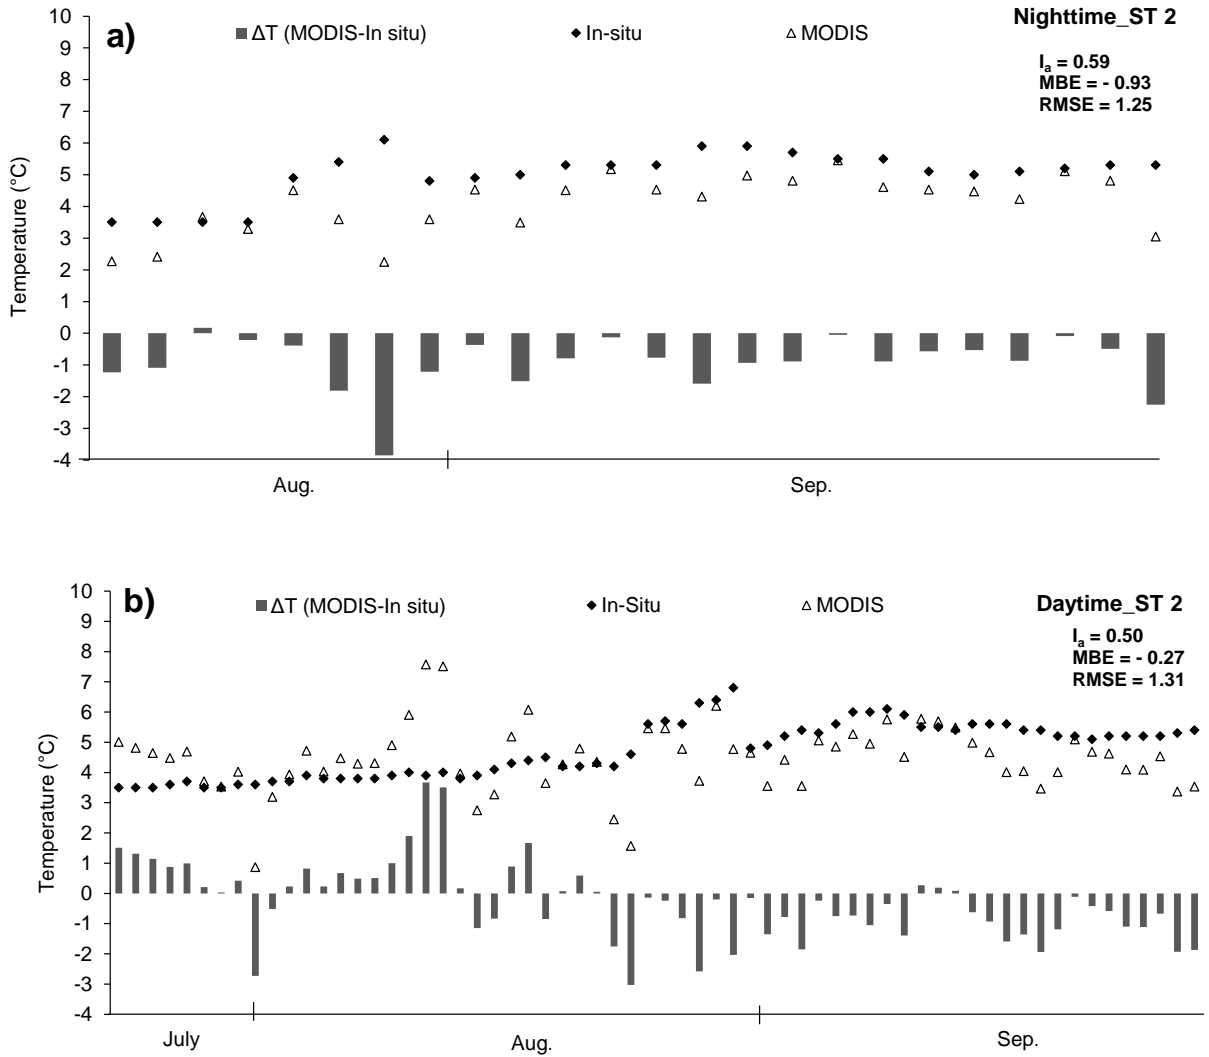 a)
ΔT (MODIS-In situ) In-situ MODIS
Nighttime_ST 2
Ia = 0.59
MBE = - 0.93
RMSE = 1.25
Temperature (°C)
10
9
8
7
6
5
4
3
2
1
0
-1
-2
-3
-4
Aug. Sep.
b)
ΔT (MODIS-In situ) In-Situ MODIS
Daytime_ST 2
Ia = 0.50
MBE = - 0.27
RMSE = 1.31
Temperature (°C)
10
9
8
7
6
5
4
3
2
1
0
-1
-2
-3
-4
July Aug. Sep.